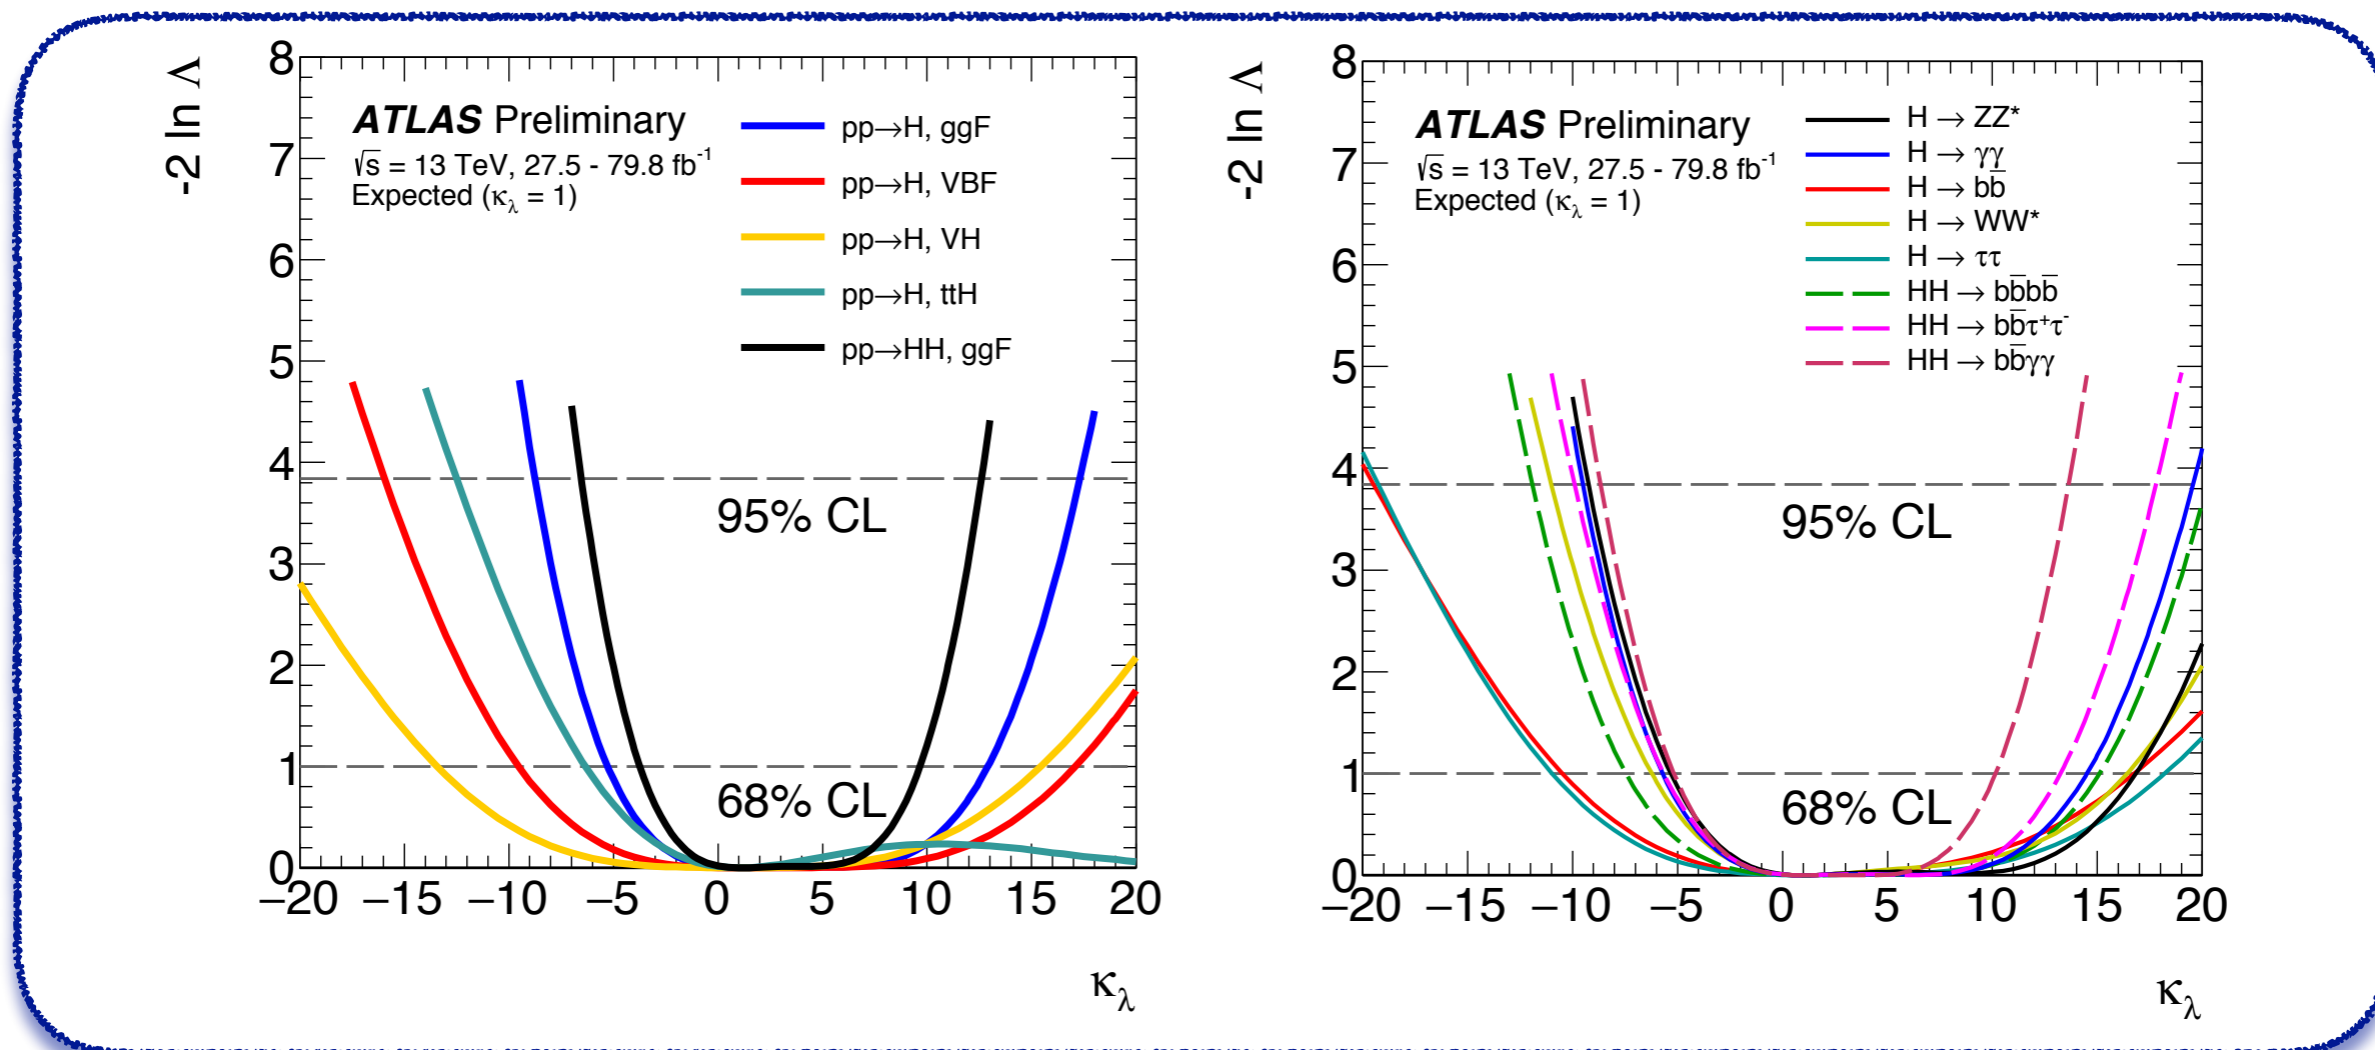 -2 ln Λ
8
7
6
5
4
3
2
1
0
ATLAS Preliminary
√s = 13 TeV, 27.5 - 79.8 fb⁻¹
Expected (κ_λ = 1)
pp→H, ggF
pp→H, VBF
pp→H, VH
pp→H, ttH
pp→HH, ggF
95% CL
68% CL
−20 −15 −10 −5 0 5 10 15 20
κ_λ
-2 ln Λ
8
7
6
5
4
3
2
1
0
ATLAS Preliminary
√s = 13 TeV, 27.5 - 79.8 fb⁻¹
Expected (κ_λ = 1)
H → ZZ*
H → γγ
H → bb̅
H → WW*
H → ττ
HH → bb̅bb̅
HH → bb̅τ⁺τ⁻
HH → bb̅γγ
95% CL
68% CL
−20 −15 −10 −5 0 5 10 15 20
κ_λ